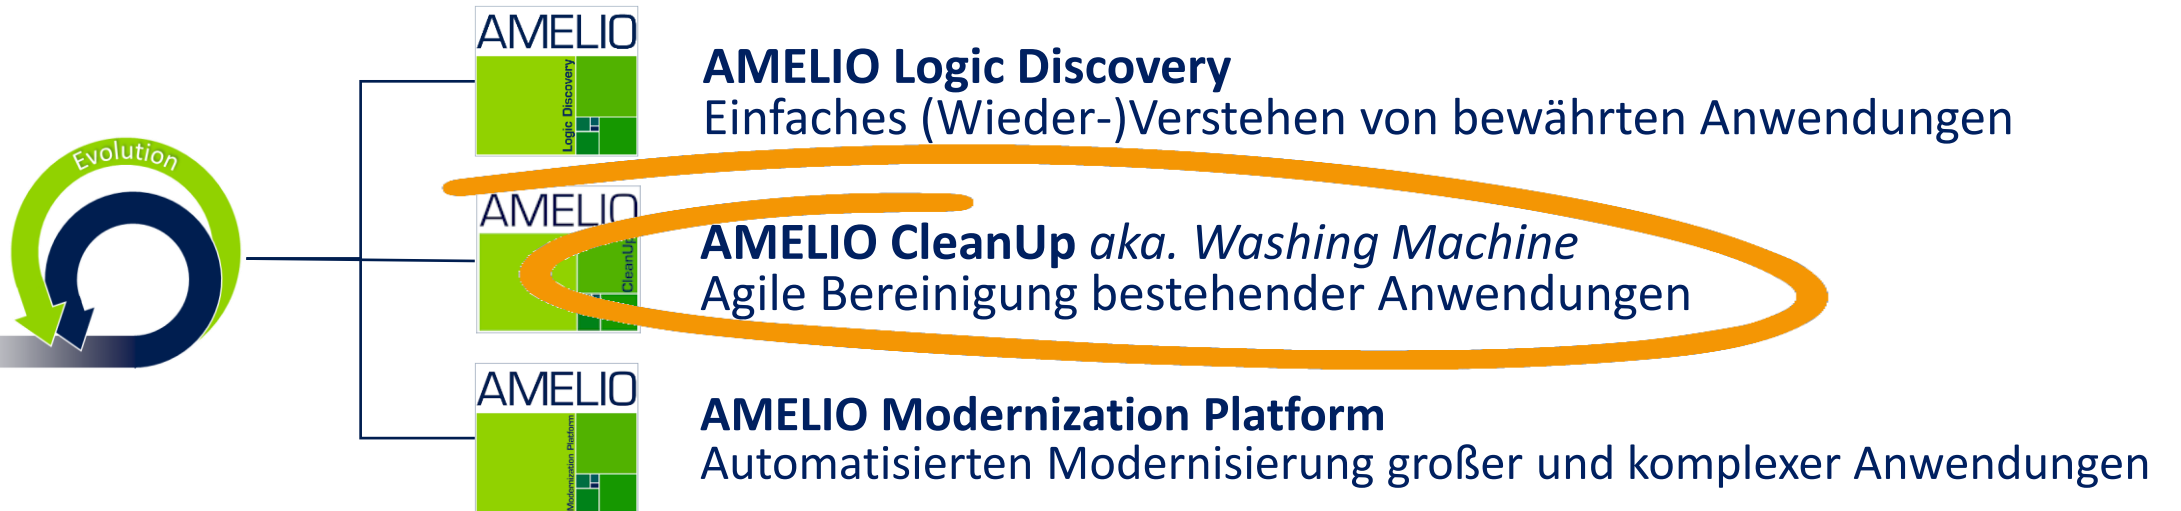 AMELIO
Logic Discovery
AMELIO Logic Discovery
Einfaches (Wieder-)Verstehen von bewährten Anwendungen
Evolution
AMELIO
CleanUp
AMELIO CleanUp aka. Washing Machine
Agile Bereinigung bestehender Anwendungen
AMELIO
Modernization Platform
AMELIO Modernization Platform
Automatisierten Modernisierung großer und komplexer Anwendungen